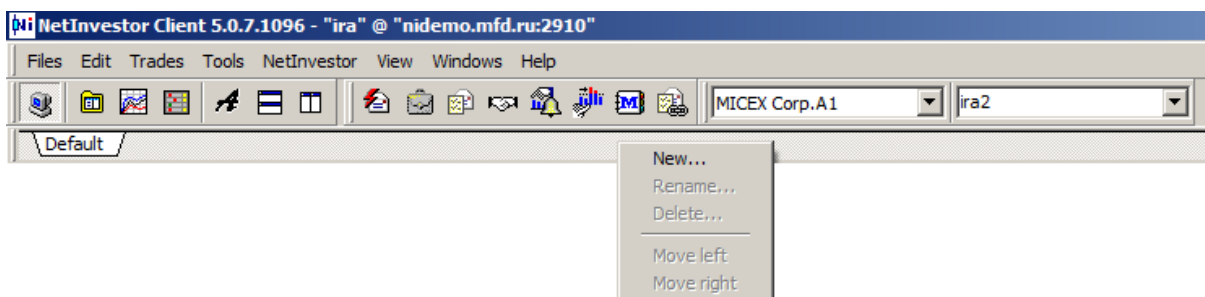 Ni NetInvestor Client 5.0.7.1096 - "ira" @ "nidemo.mfd.ru:2910"
Files Edit Trades Tools NetInvestor View Windows Help
A M MICEX Corp.A1 ira2
Default
New...
Rename...
Delete...
Move left
Move right